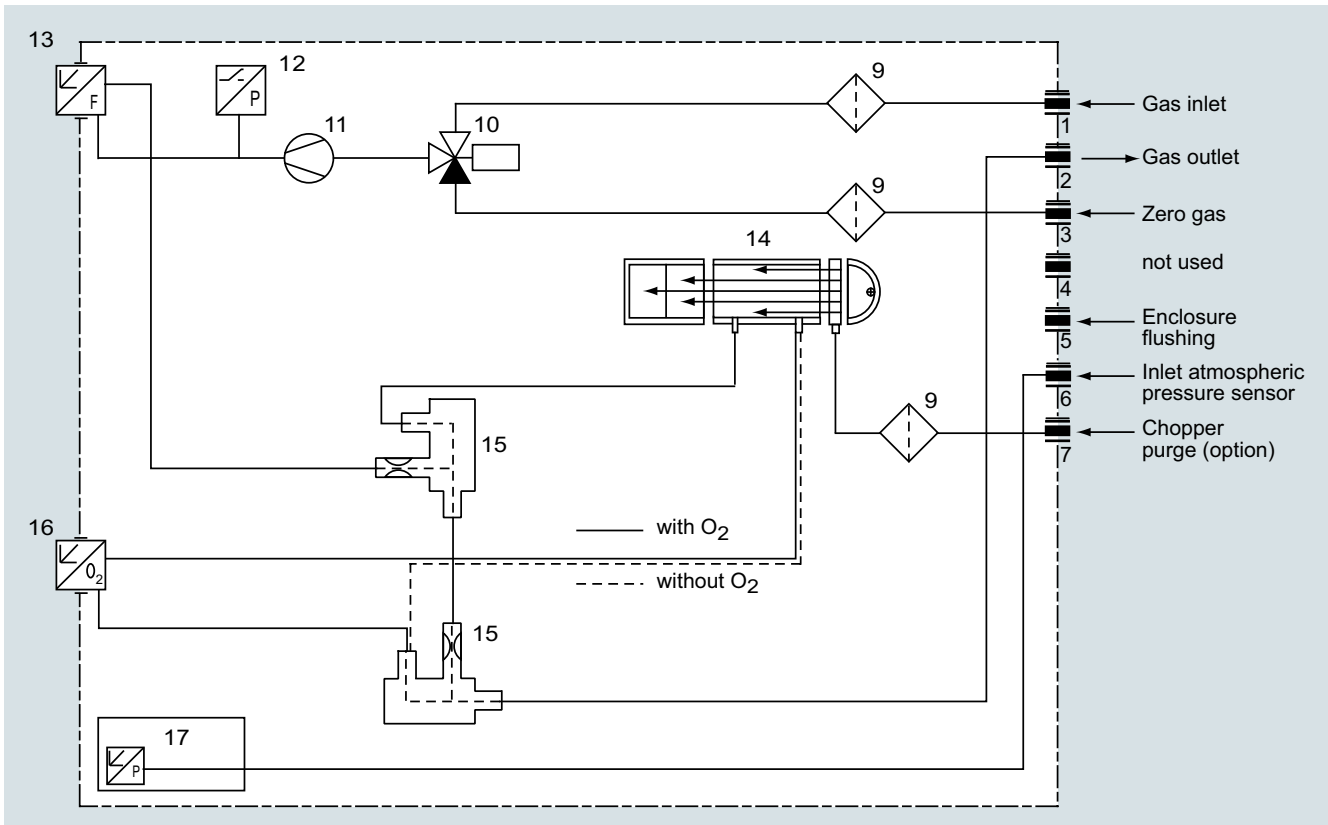 13
12
P
F
11
10
9
1
Gas inlet
2
Gas outlet
9
3
Zero gas
14
4
not used
5
Enclosure
flushing
6
Inlet atmospheric
pressure sensor
9
7
Chopper
purge (option)
15
16
O2
with O2
without O2
15
17
P